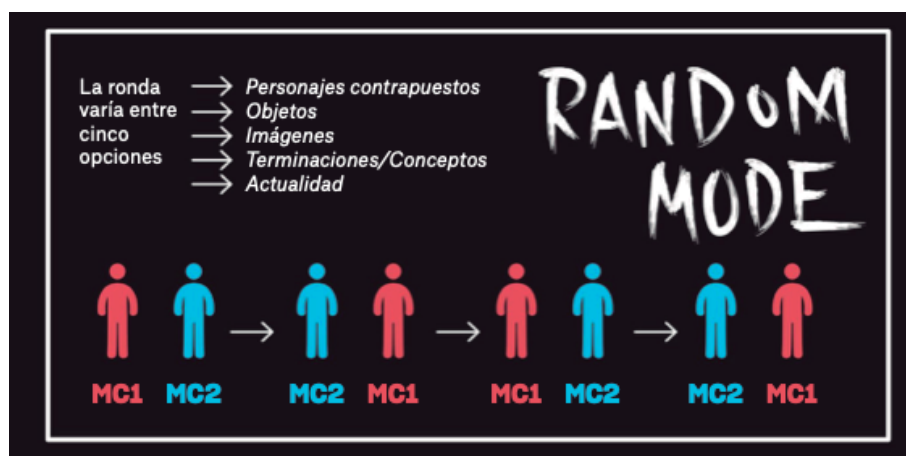 La ronda → Personajes contrapuestos
varía entre → Objetos
cinco → Imágenes
opciones → Terminaciones/Conceptos
→ Actualidad
RANDOM
MODE
MC1 MC2 MC2 MC1 MC1 MC2 MC2 MC1